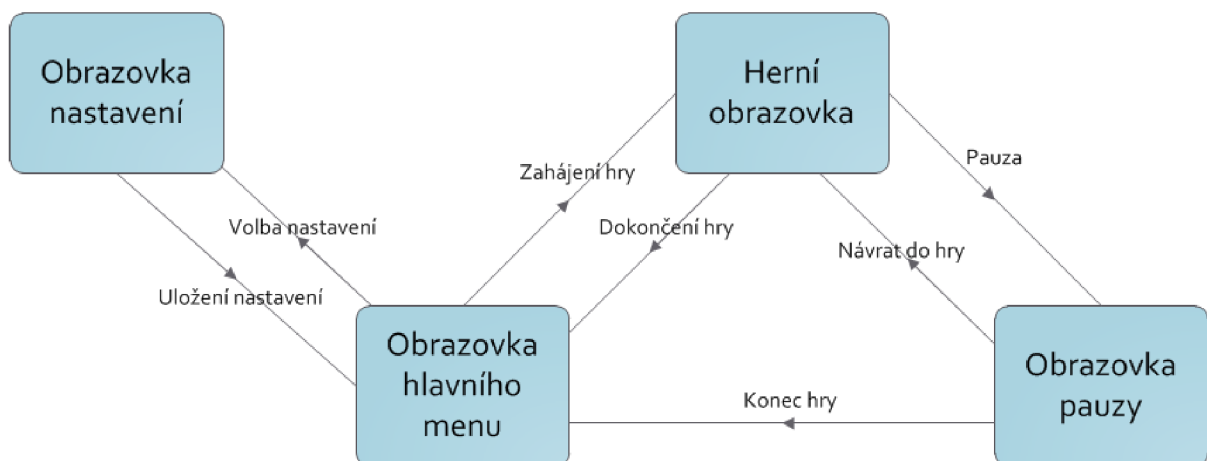 Obrazovka
nastavení
Herní
obrazovka
Pauza
Zahájení hry
Volba nastavení
Dokončení hry
Návrat do hry
Uložení nastavení
Obrazovka
hlavního
menu
Konec hry
Obrazovka
pauzy